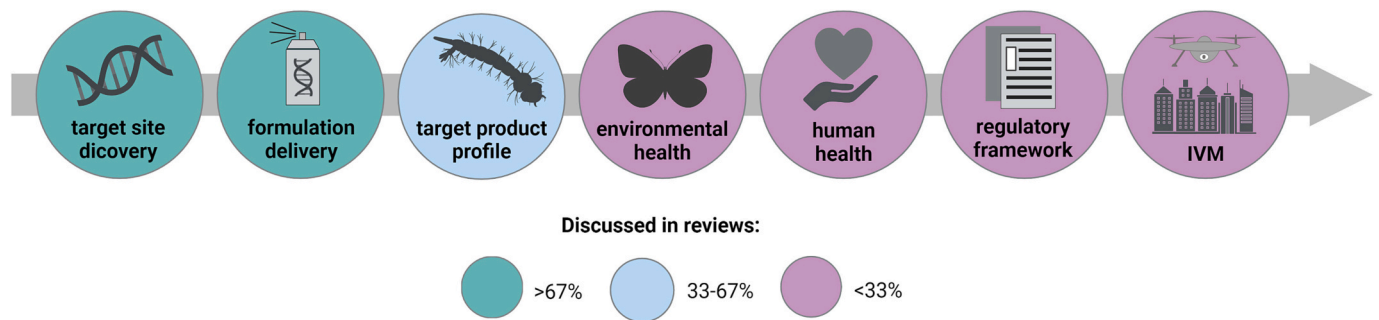 target site
dicovery
formulation
delivery
target product
profile
environmental
health
human
health
regulatory
framework
IVM
Discussed in reviews:
>67%
33-67%
<33%